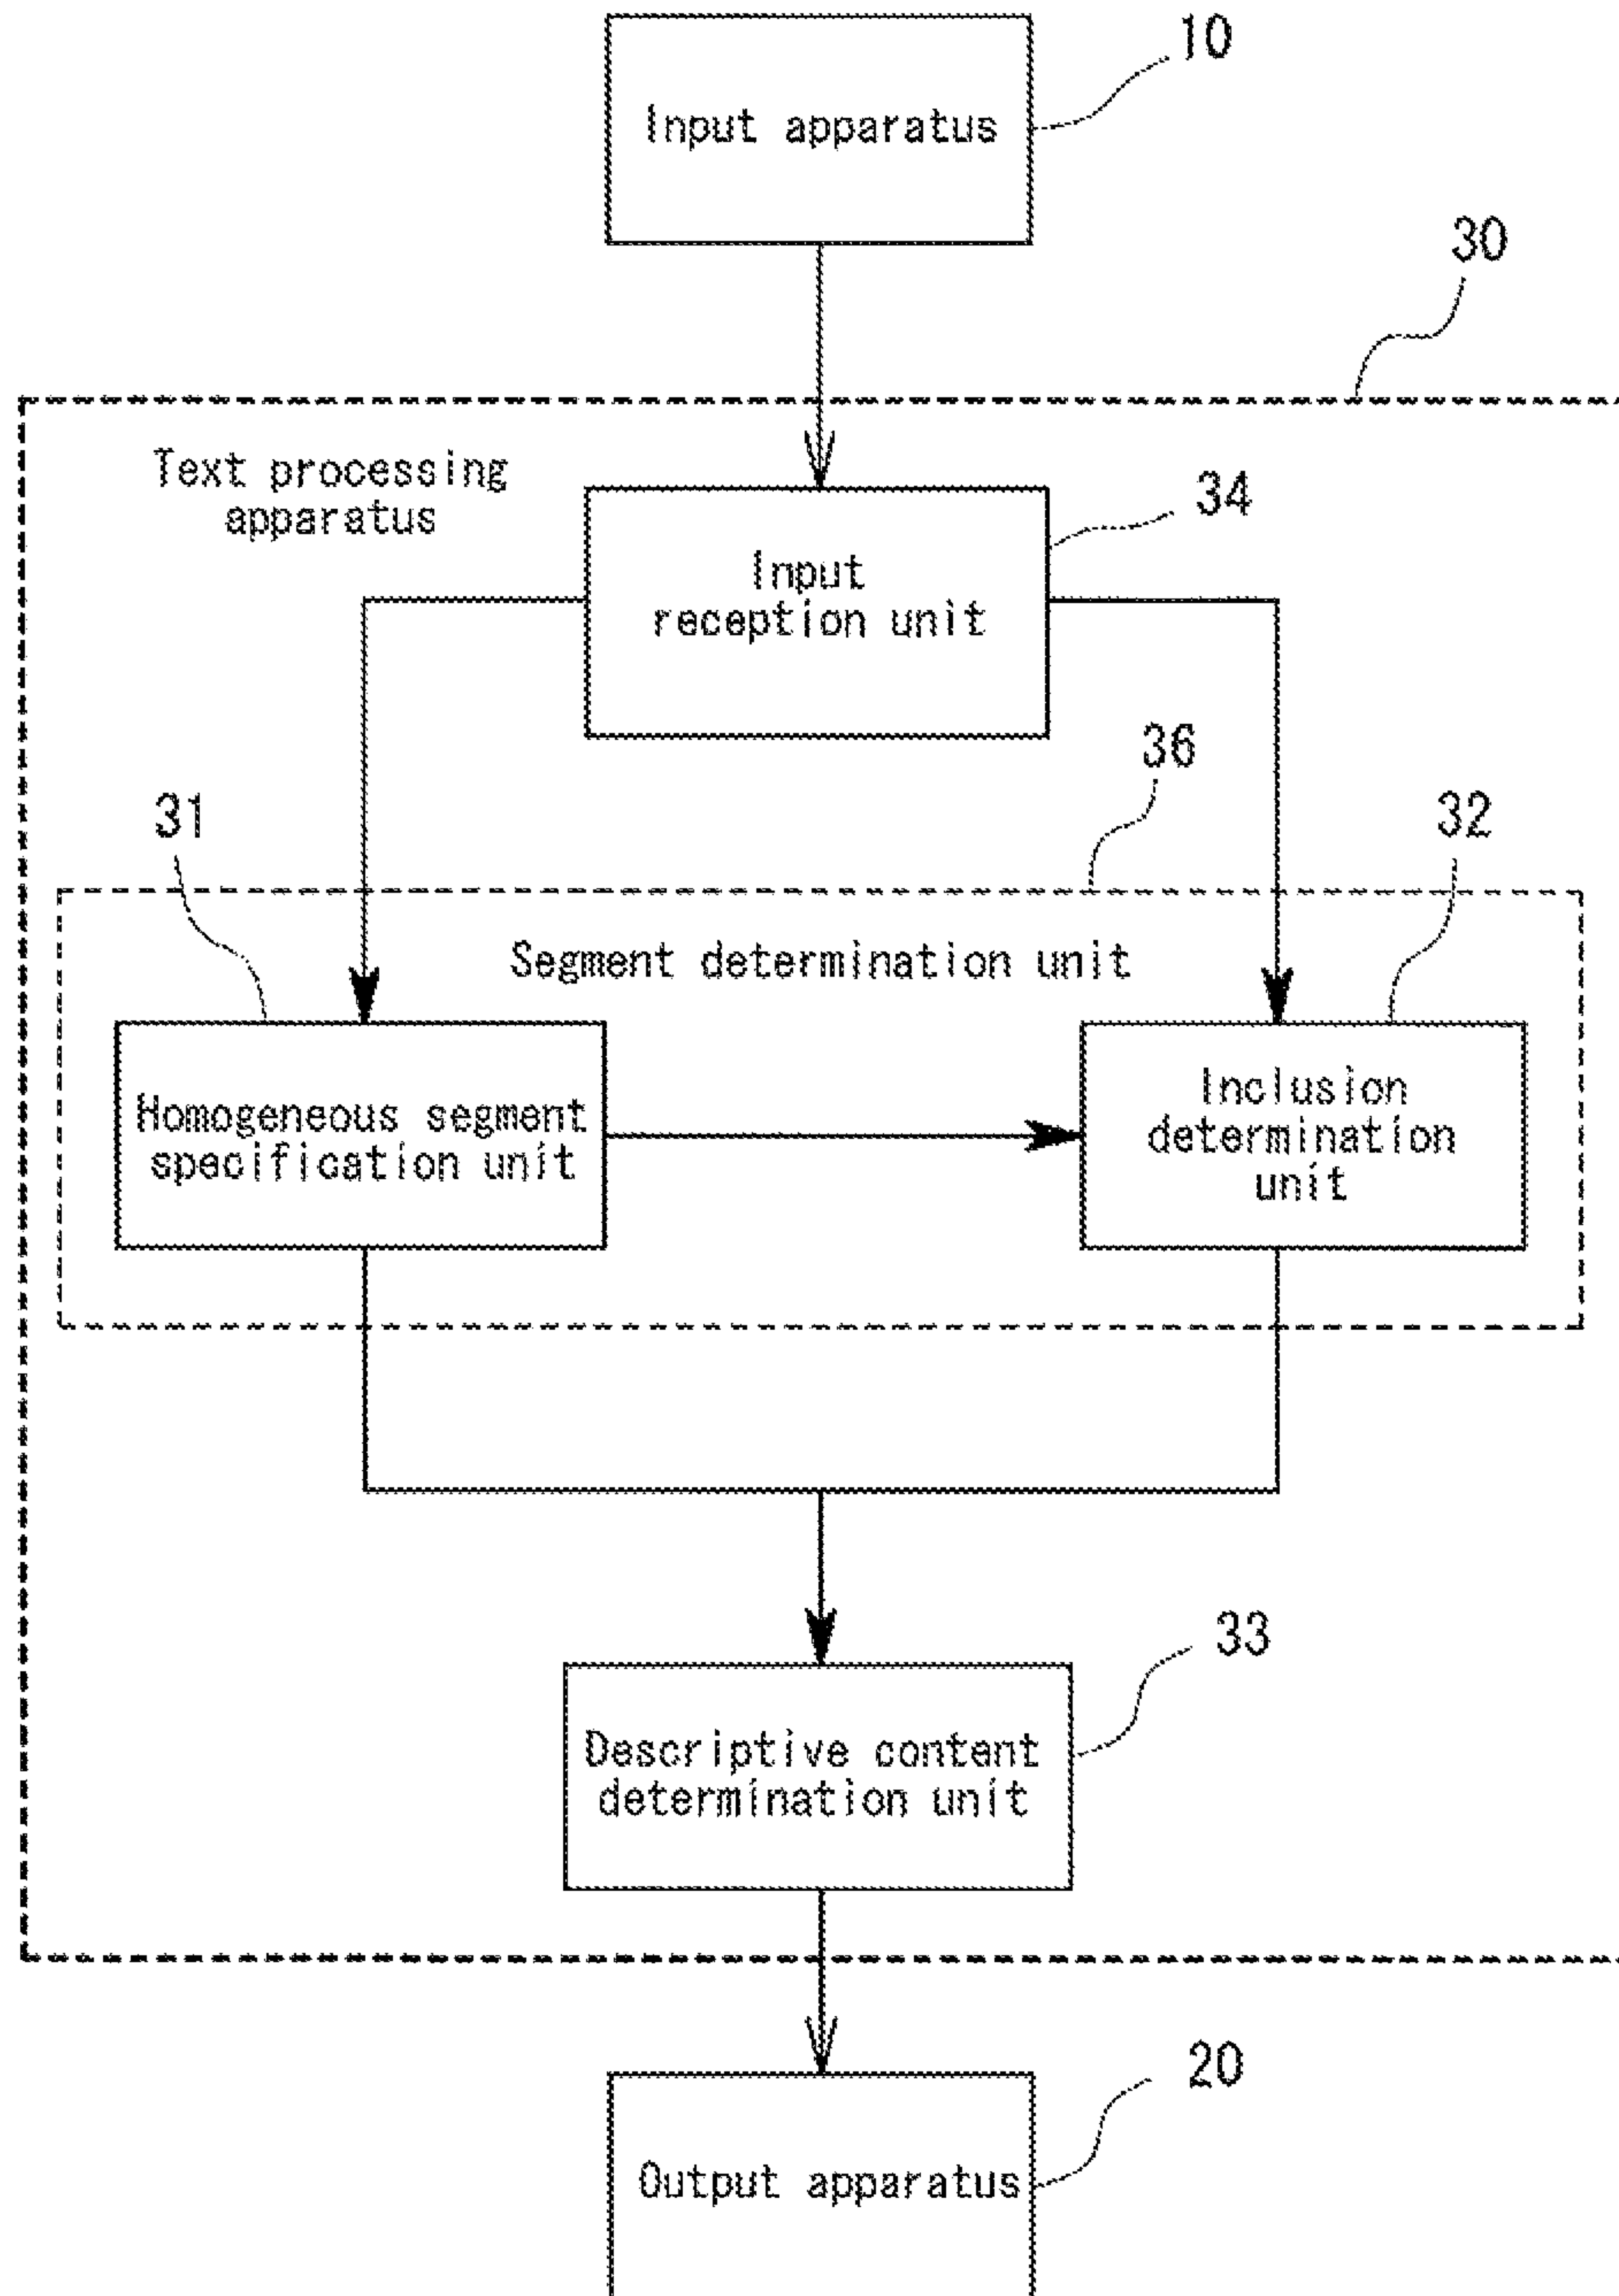 10
Input apparatus
30
Text processing
apparatus
34
Input
reception unit
36
31
32
Segment determination unit
Homogeneous segment
specification unit
Inclusion
determination
unit
33
Descriptive content
determination unit
20
Output apparatus